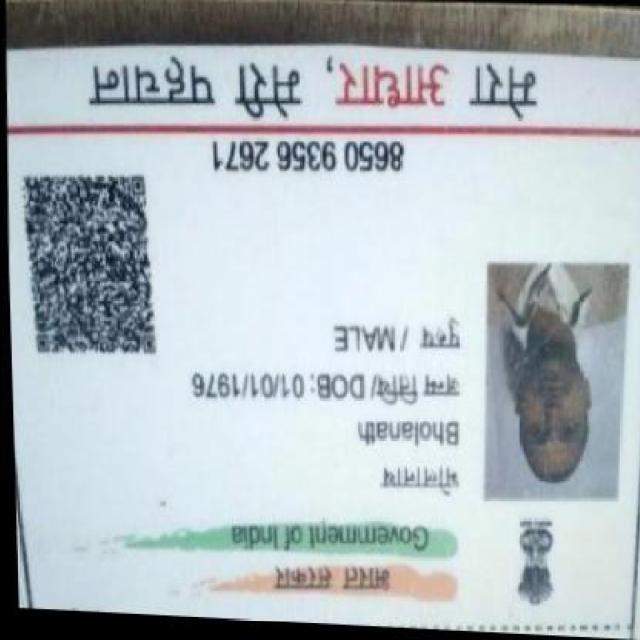 भारत सरकार
Government of India
भोलानाथ
Bholanath
जन्म तिथि/ DOB: 01/01/1976
पुरुष / MALE
8650 9356 2671
मेरा आधार, मेरी पहचान